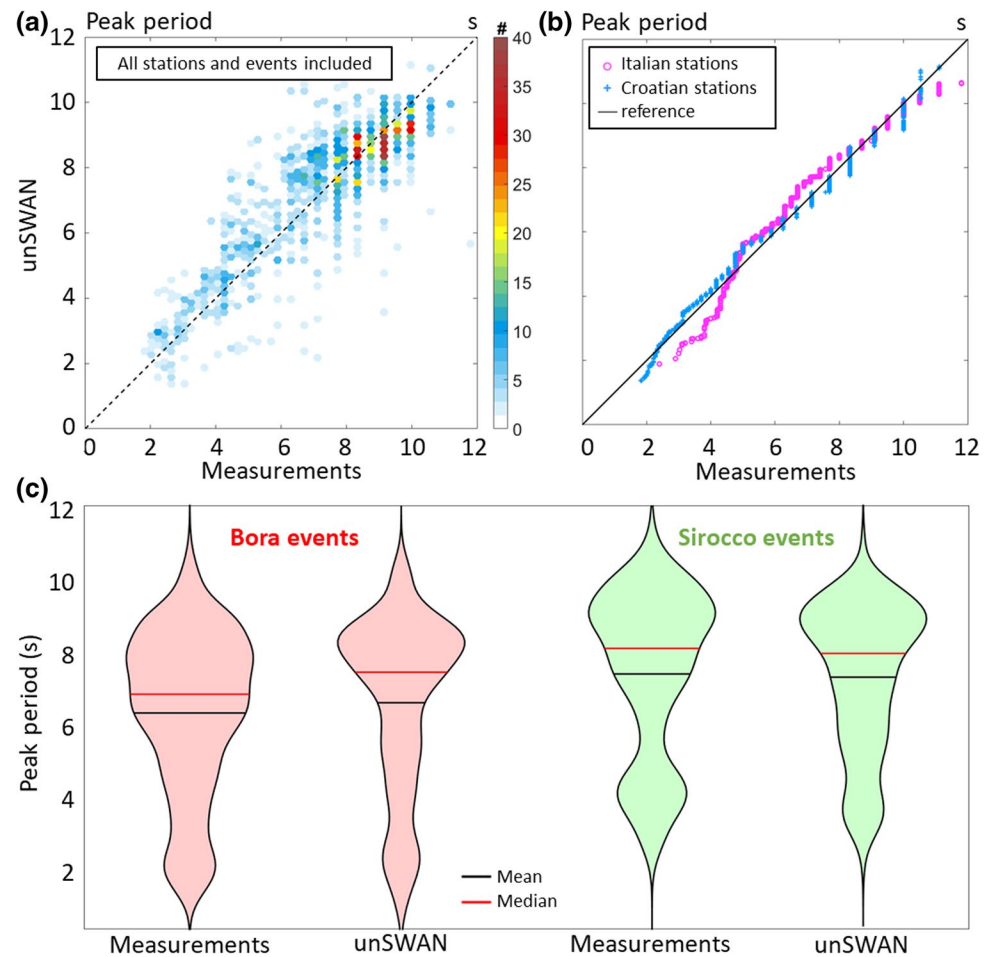 (a) Peak period s
#
All stations and events included
12
10
8
6
4
2
0
unSWAN
0 2 4 6 8 10 12
Measurements
40
35
30
25
20
15
10
5
0
(b) Peak period s
Italian stations
Croatian stations
reference
0 2 4 6 8 10 12
Measurements
(c)
12
10
8
6
4
2
Peak period (s)
Bora events
Sirocco events
Mean
Median
Measurements unSWAN Measurements unSWAN